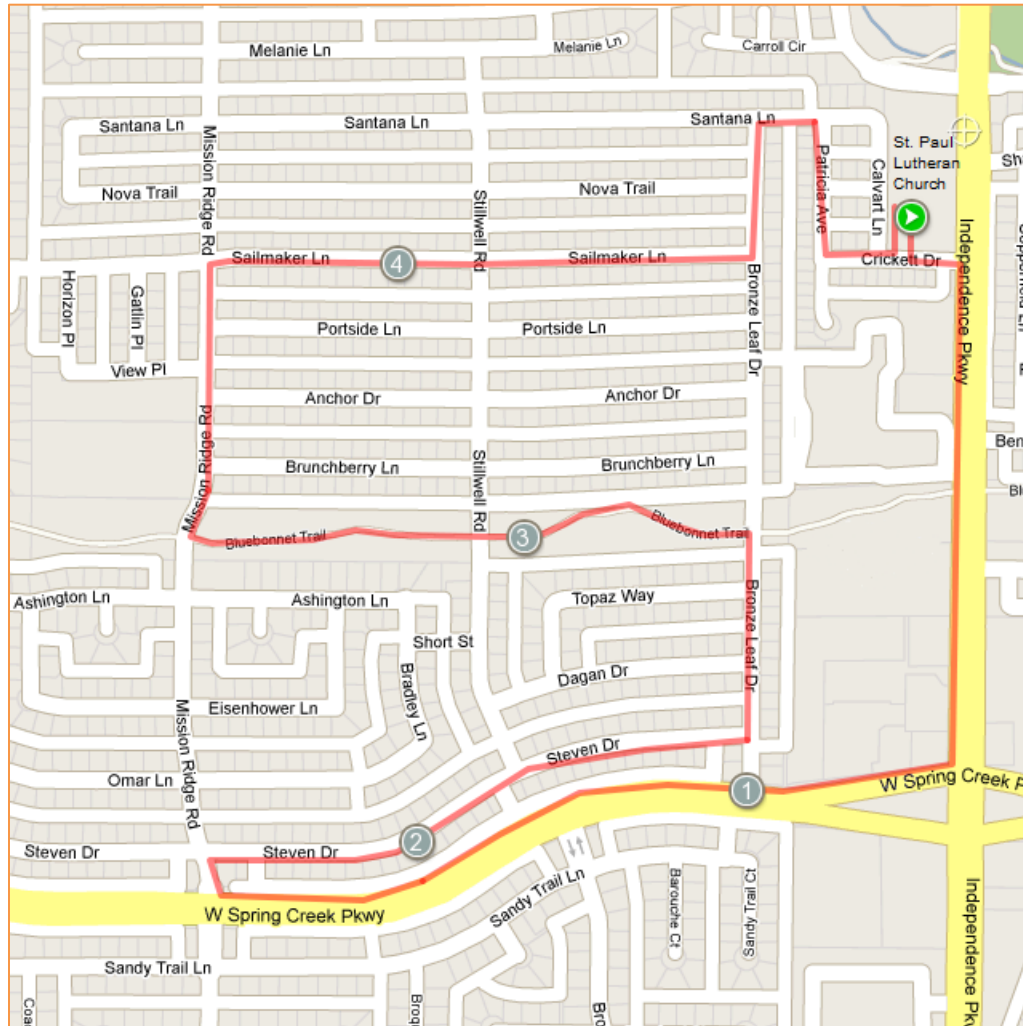 Melanie Ln
Melanie Ln
Carroll Cir
Santana Ln
Santana Ln
Santana Ln
Mission Ridge Rd
St. Paul
Lutheran
Church
Nova Trail
Nova Trail
Stillwell Rd
Patricia Ave
Calvart Ln
Independence Pkwy
Sailmaker Ln
4
Sailmaker Ln
Crickett Dr
Horizon Pl
Gatlin Pl
Portside Ln
Portside Ln
Bronze Leaf Dr
View Pl
Anchor Dr
Anchor Dr
Mission Ridge Rd
Brunchberry Ln
Stillwell Rd
Brunchberry Ln
Ben
Bl
Bluebonnet Trail
3
Bluebonnet Trail
Ashington Ln
Ashington Ln
Topaz Way
Bronze Leaf Dr
Short St
Bradley Ln
Dagan Dr
Eisenhower Ln
Mission Ridge Rd
Steven Dr
Omar Ln
1
W Spring Creek P
2
Steven Dr
Steven Dr
Sandy Trail Ln
Barouche Ct
Sandy Trail Ct
W Spring Creek Pkwy
Independence Pk
Sandy Trail Ln
Coa
Broq
Bro
Sh